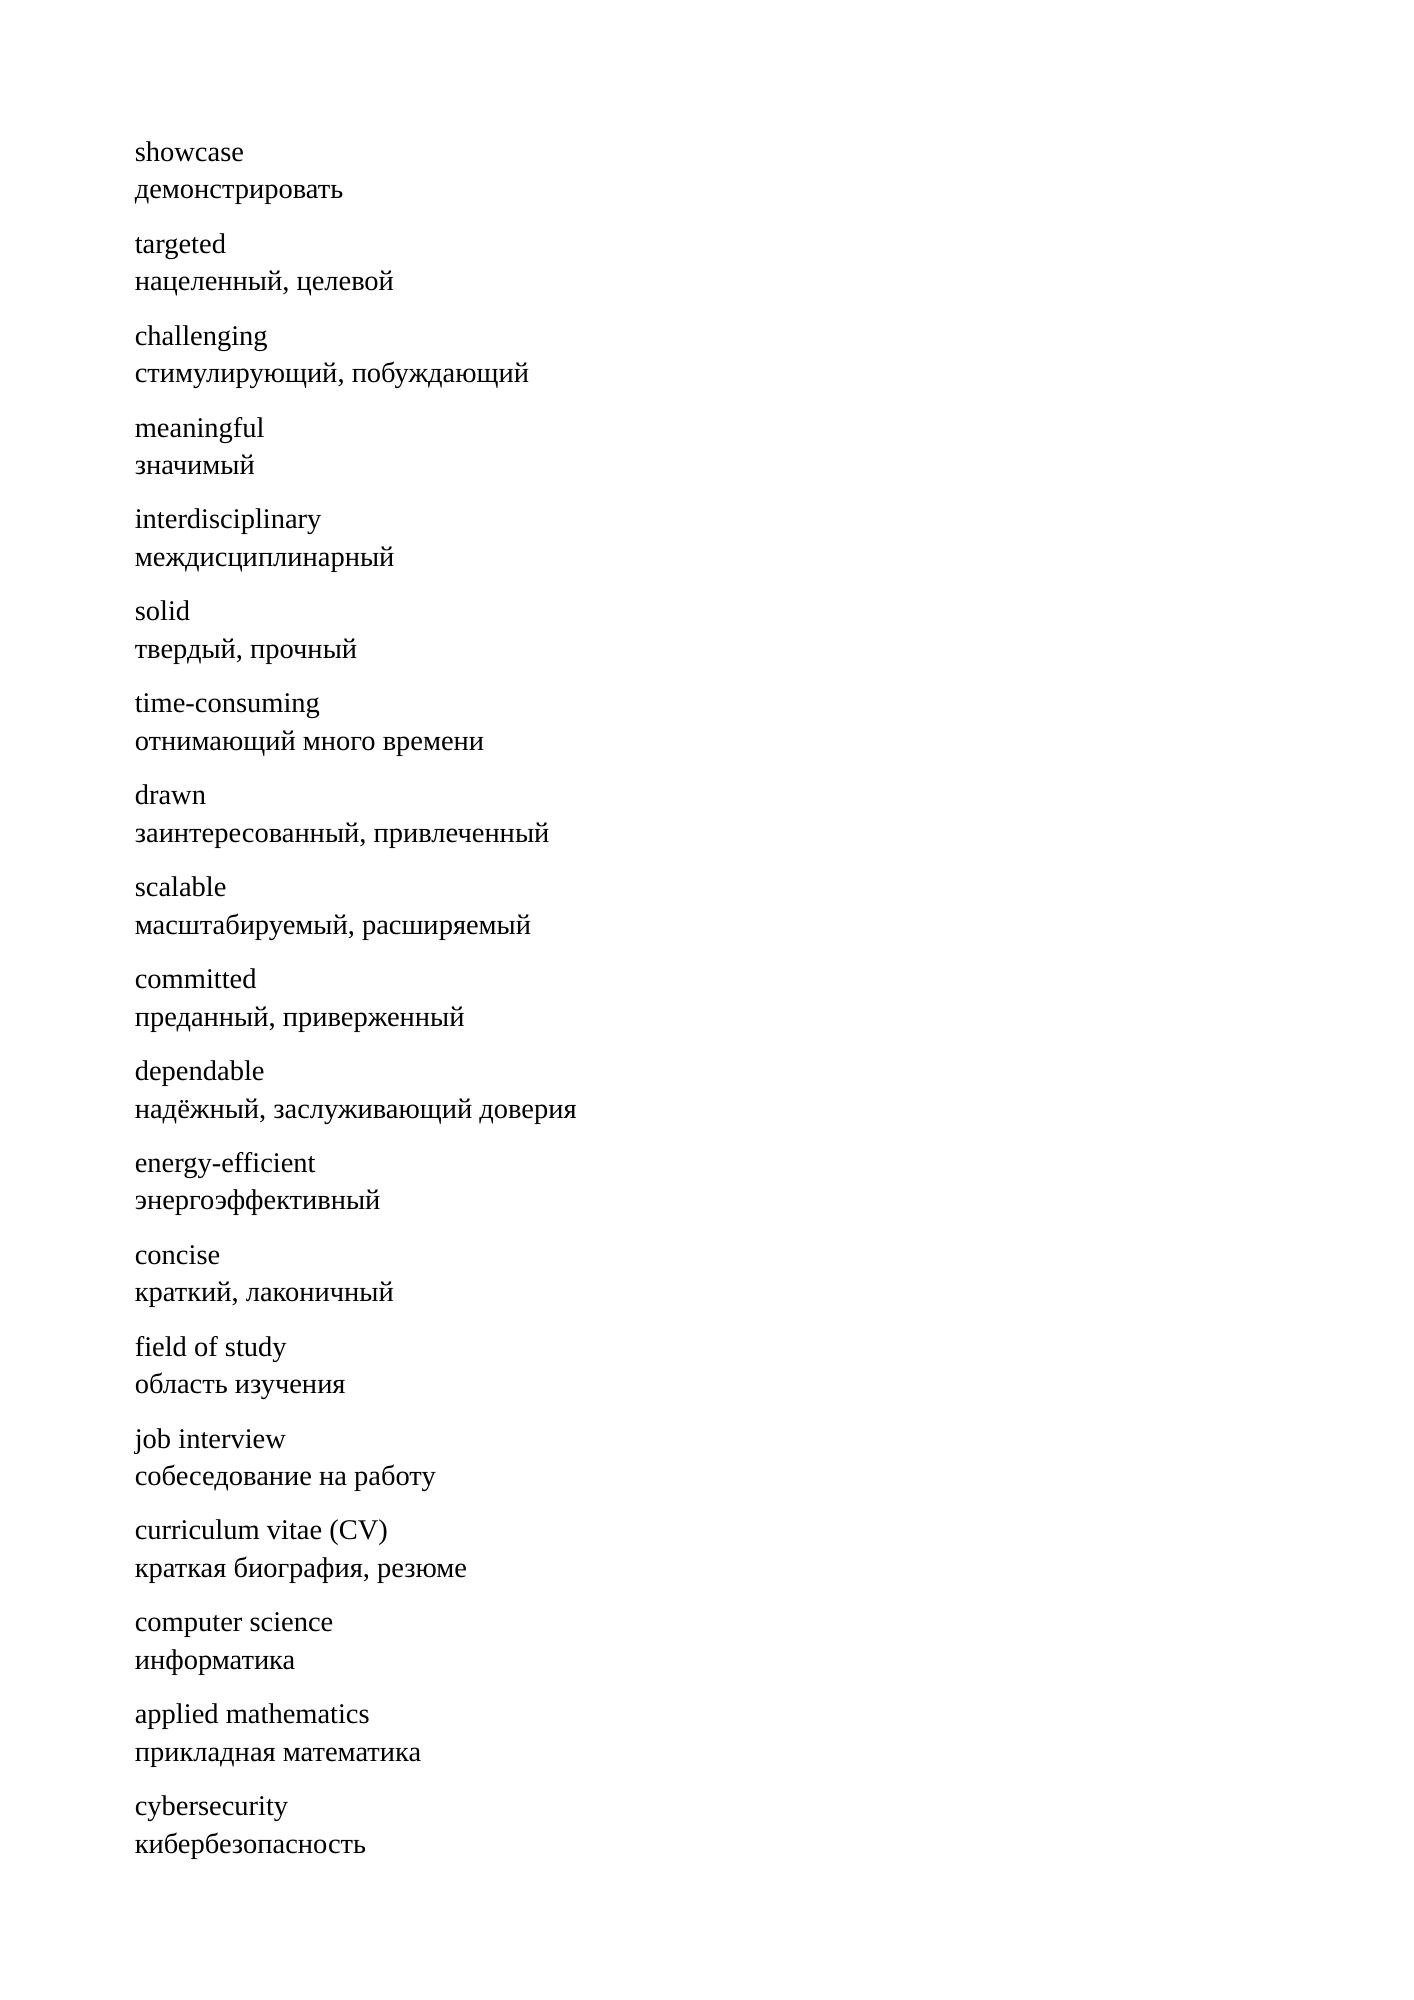 showcase
демонстрировать
targeted
нацеленный, целевой
challenging
стимулирующий, побуждающий
meaningful
значимый
interdisciplinary
междисциплинарный
solid
твердый, прочный
time-consuming
отнимающий много времени
drawn
заинтересованный, привлеченный
scalable
масштабируемый, расширяемый
committed
преданный, приверженный
dependable
надёжный, заслуживающий доверия
energy-efficient
энергоэффективный
concise
краткий, лаконичный
field of study
область изучения
job interview
собеседование на работу
curriculum vitae (CV)
краткая биография, резюме
computer science
информатика
applied mathematics
прикладная математика
cybersecurity
кибербезопасность